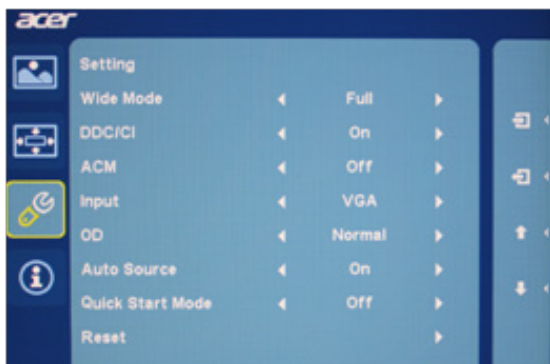 acer
Setting
Wide Mode Full
DDC/CI On
ACM Off
Input VGA
OD Normal
Auto Source On
Quick Start Mode Off
Reset